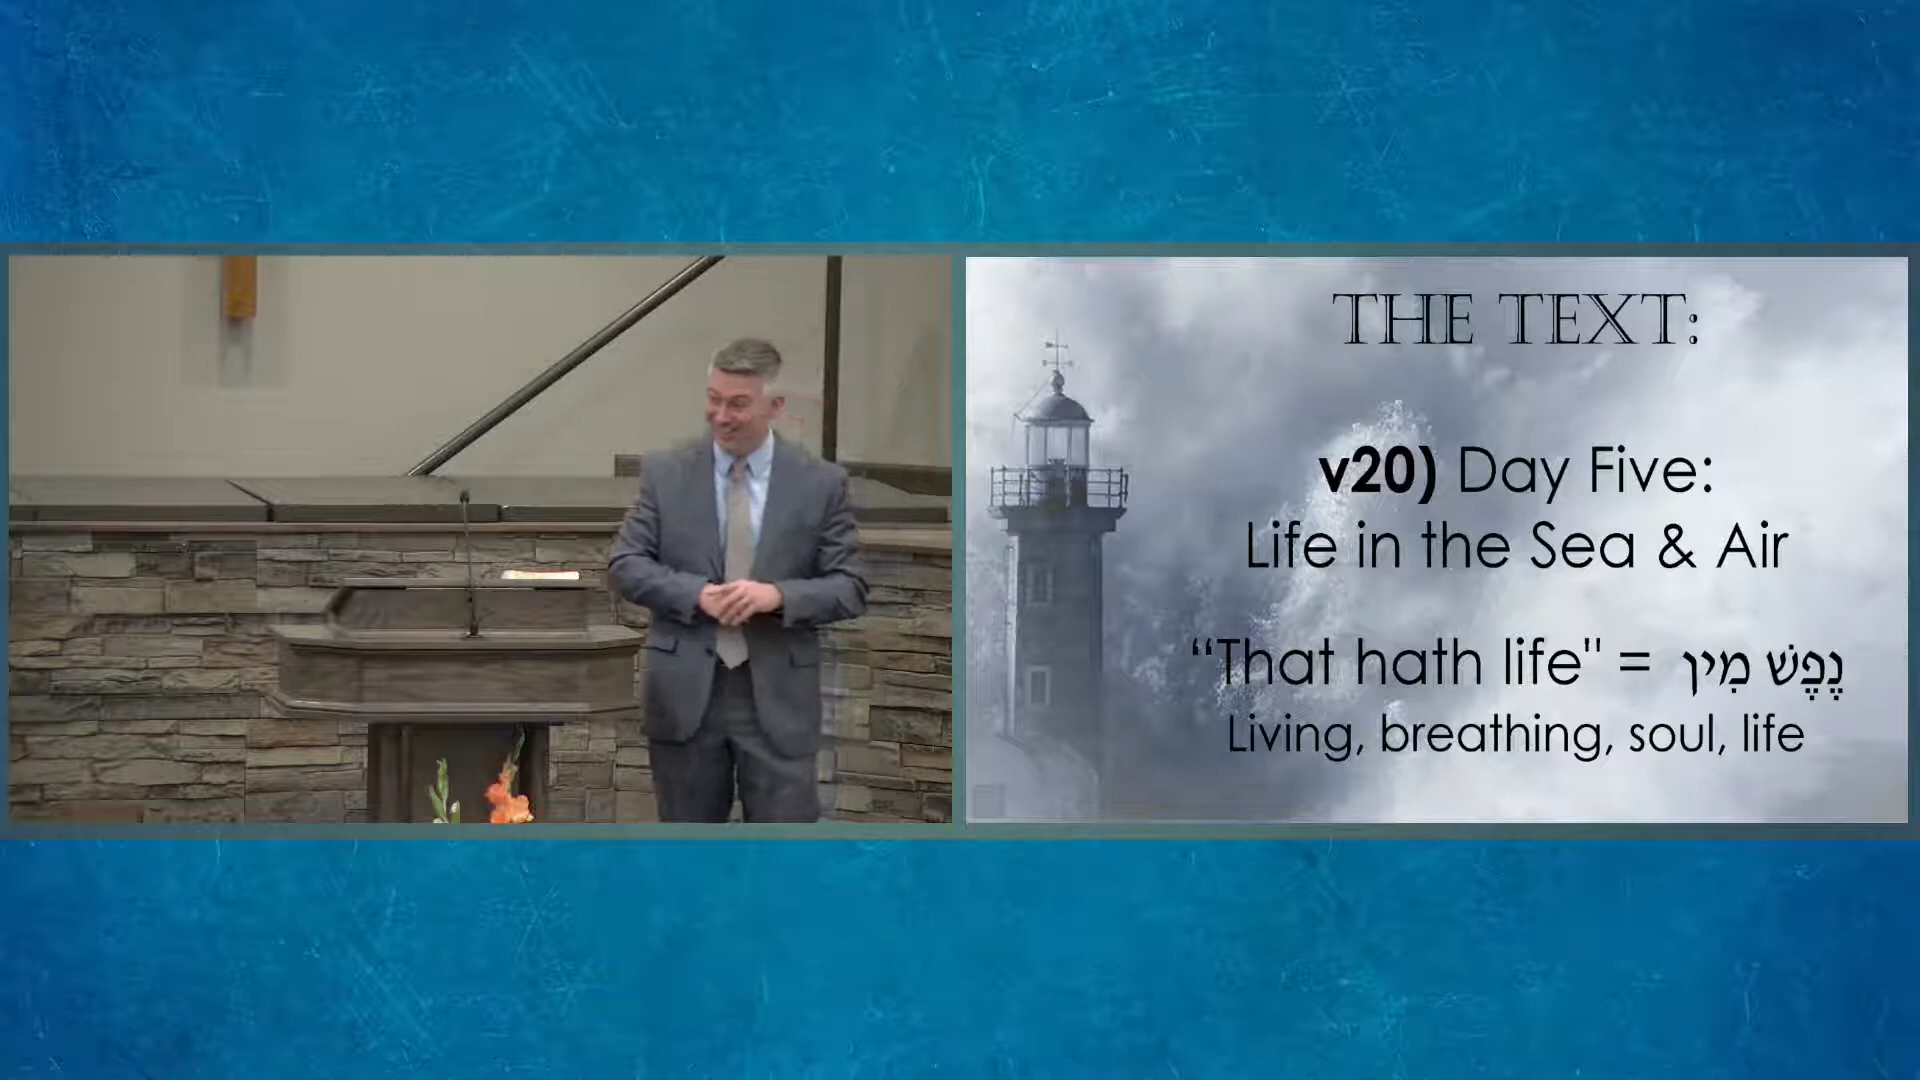 THE TEXT:
v20) Day Five:
Life in the Sea & Air
“That hath life" = נֶפֶשׁ מִין
Living, breathing, soul, life